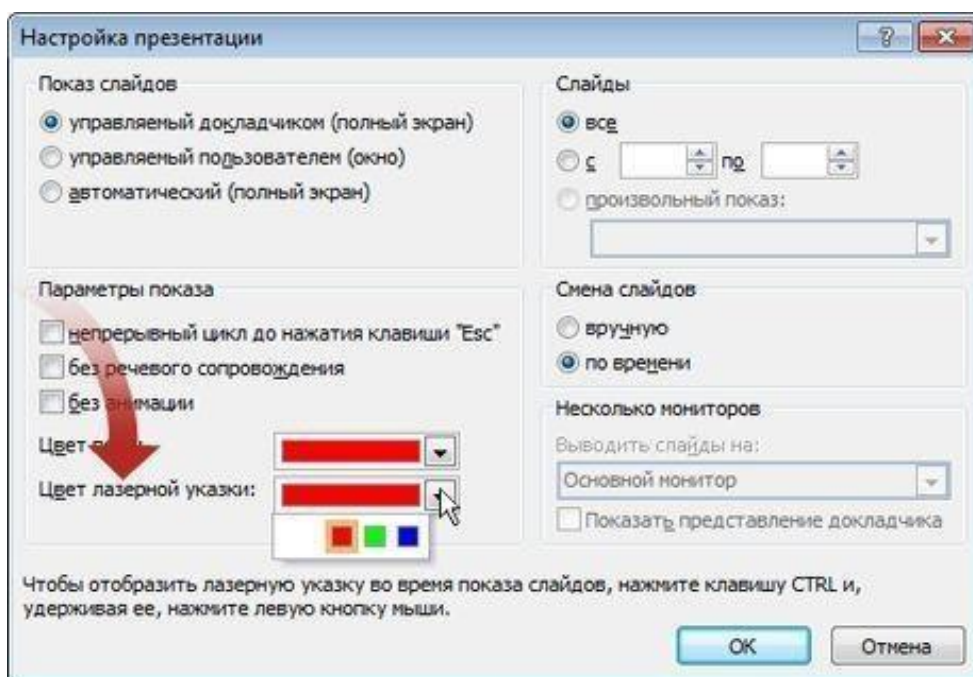 Настройка презентации
Показ слайдов
управляемый докладчиком (полный экран)
управляемый пользователем (окно)
автоматический (полный экран)
Слайды
все
с по
произвольный показ:
Параметры показа
непрерывный цикл до нажатия клавиши "Esc"
без речевого сопровождения
без анимации
Цвет
Цвет лазерной указки:
Смена слайдов
вручную
по времени
Несколько мониторов
Выводить слайды на:
Основной монитор
Показать представление докладчика
Чтобы отобразить лазерную указку во время показа слайдов, нажмите клавишу CTRL и,
удерживая ее, нажмите левую кнопку мыши.
ОК
Отмена